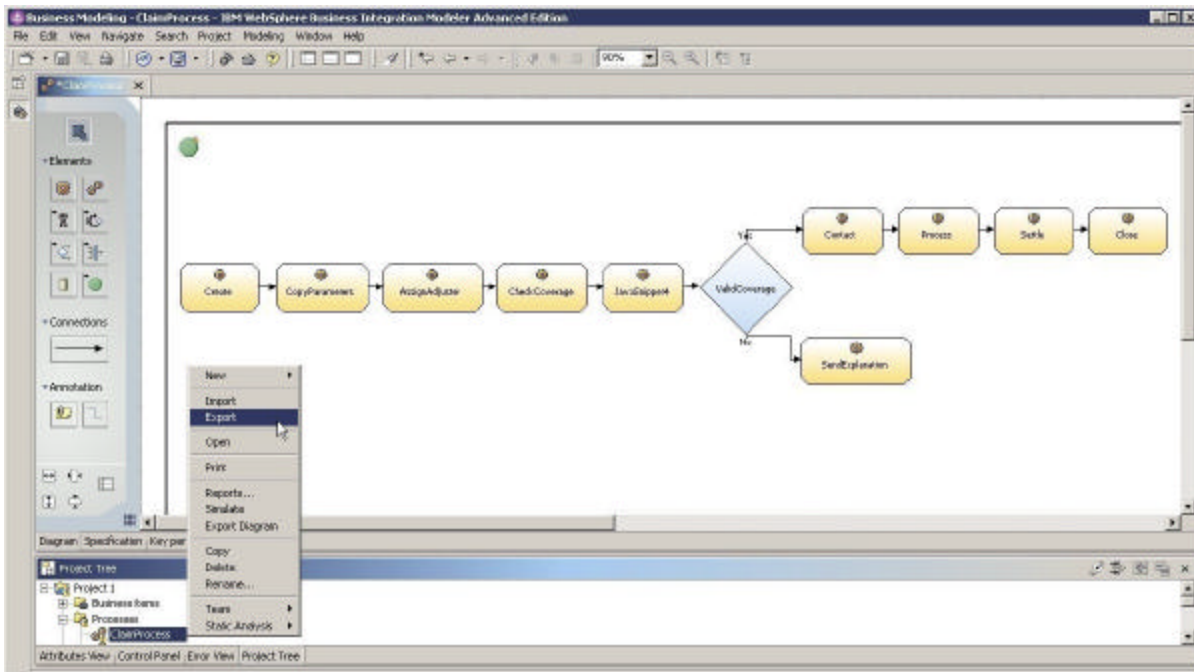 Business Modeling - ClaimProcess - IBM WebSphere Business Integration Modeler Advanced Edition
File Edit View Navigate Search Project Modeling Window Help
90%
*ClaimProcess
Elements
Connections
Annotation
Create
CopyParameters
AssignAdjuster
CheckCoverage
JavaSnippet4
ValidCoverage
Yes
No
Contact
Process
Settle
Close
SendExplanation
New
Import
Export
Open
Print
Reports...
Simulate
Export Diagram
Copy
Delete
Rename...
Team
Static Analysis
Diagram Specification Key per
Project Tree
Project 1
Business Items
Processes
ClaimProcess
Attributes View Control Panel Error View Project Tree